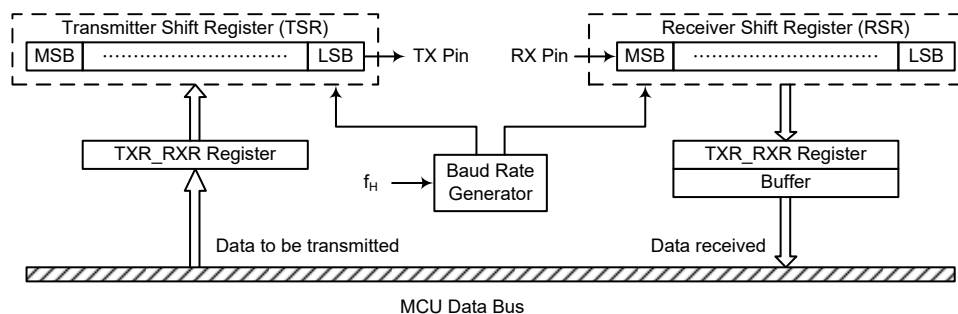 Transmitter Shift Register (TSR)
MSB ………………………… LSB
TX Pin
RX Pin
Receiver Shift Register (RSR)
MSB ………………………… LSB
TXR_RXR Register
f_H
Baud Rate
Generator
TXR_RXR Register
Buffer
Data to be transmitted
Data received
MCU Data Bus